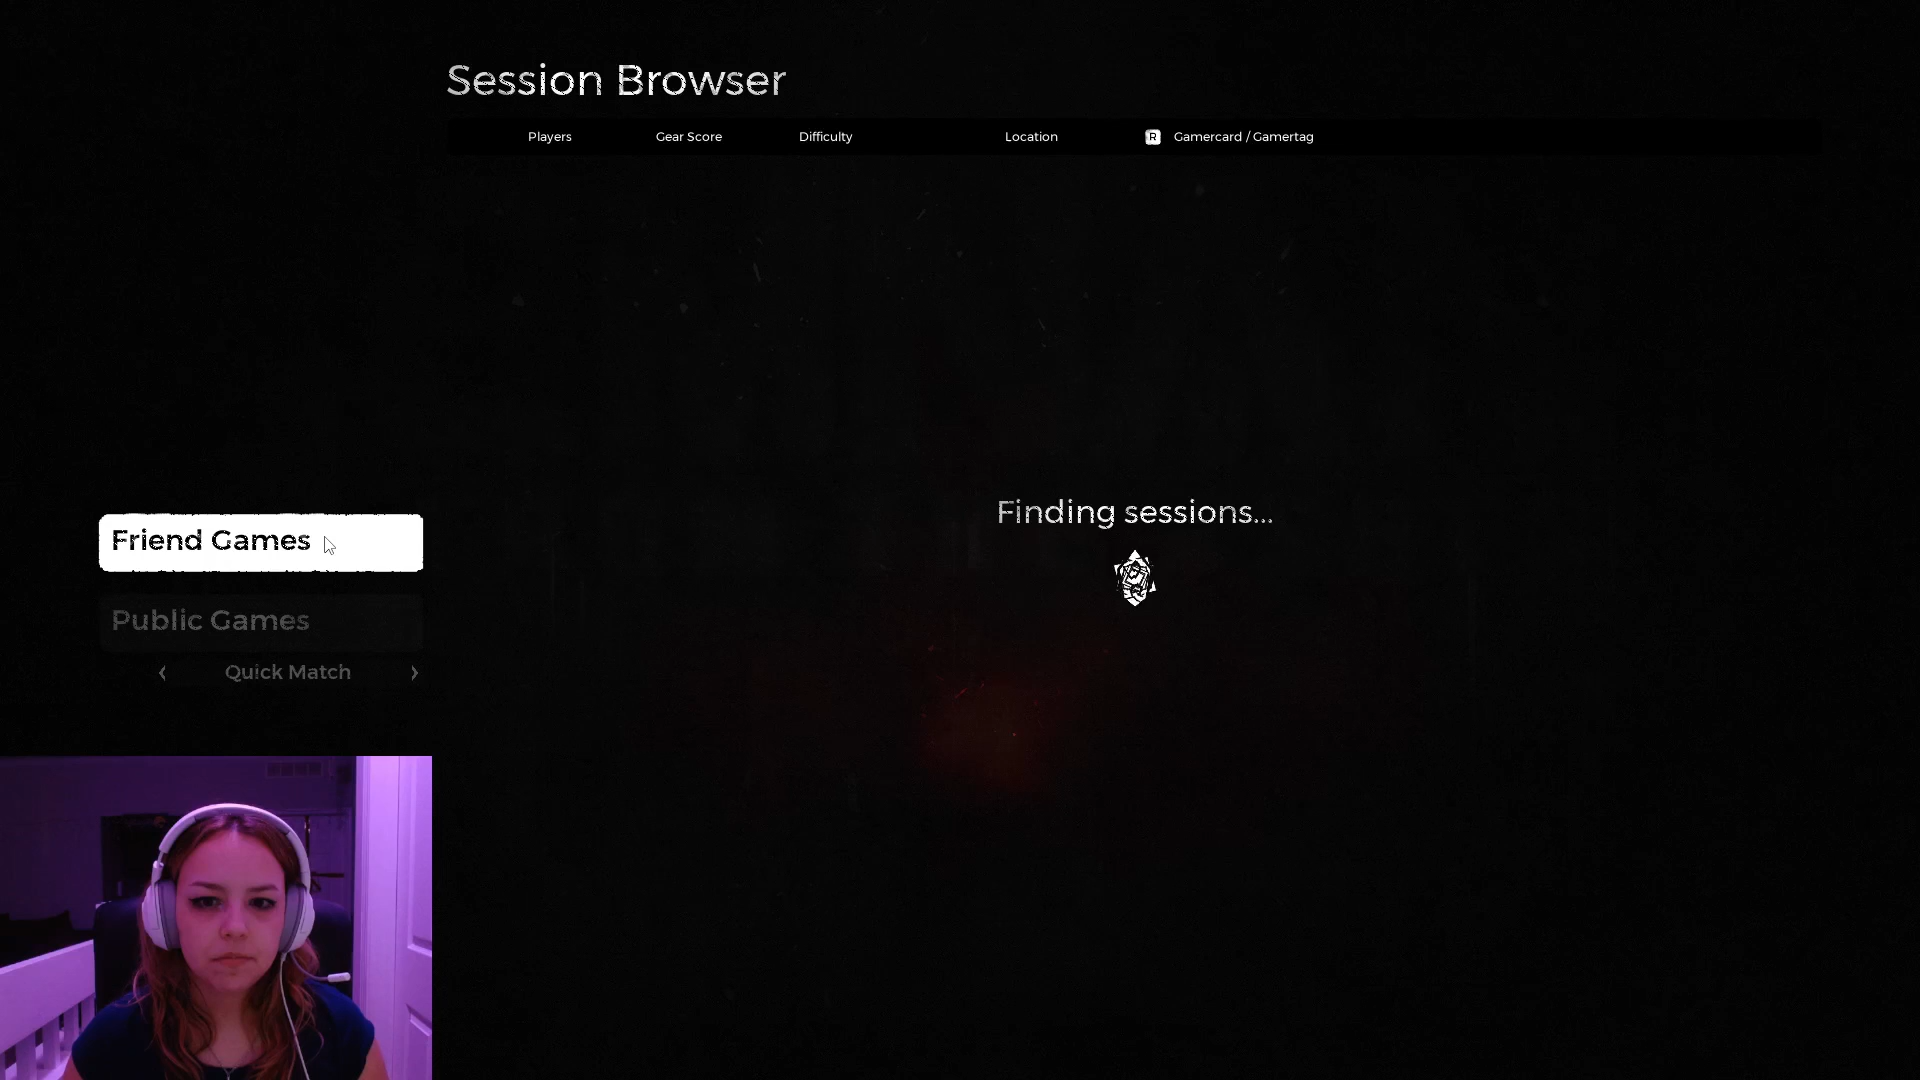 Session Browser
Players Gear Score Difficulty Location R Gamercard / Gamertag
Finding sessions...
Friend Games
Public Games
‹ Quick Match ›